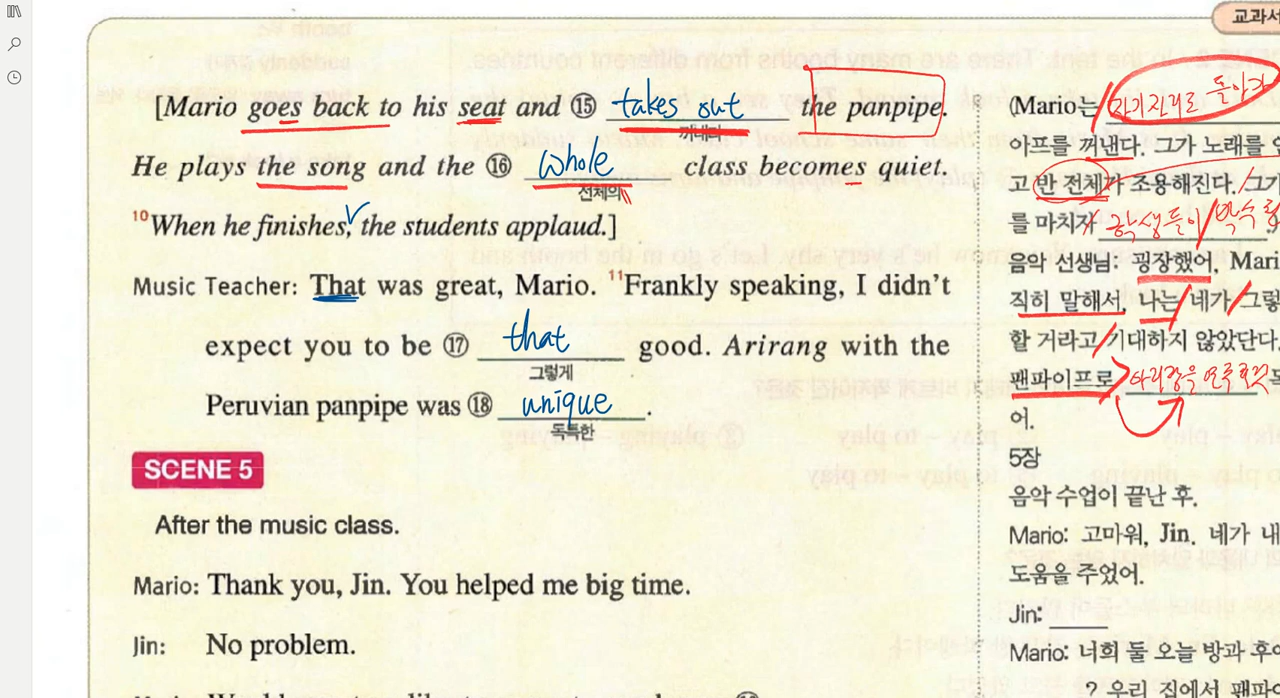 교과서
[Mario goes back to his seat and ⑮ takes out the panpipe.
꺼내다
He plays the song and the ⑯ whole class becomes quiet.
전체의
10When he finishes, the students applaud.]
Music Teacher: That was great, Mario. 11Frankly speaking, I didn't
expect you to be ⑰ that good. Arirang with the
그렇게
Peruvian panpipe was ⑱ unique.
독특한
SCENE 5
After the music class.
Mario: Thank you, Jin. You helped me big time.
Jin: No problem.
(Mario는 자기자리로 돌아가
아프를 꺼낸다. 그가 노래를
고 반 전체가 조용해진다. 그가
를 마치자 학생들이 박수
음악 선생님: 굉장했어, Mari
직히 말해서, 나는 네가 그렇
할 거라고 기대하지 않았단다.
팬파이프로 아리랑을 연주한것
어.
5장
음악 수업이 끝난 후.
Mario: 고마워, Jin. 네가 내
도움을 주었어.
Jin:
Mario: 너희 둘 오늘 방과 후
? 우리 집에서 팬파